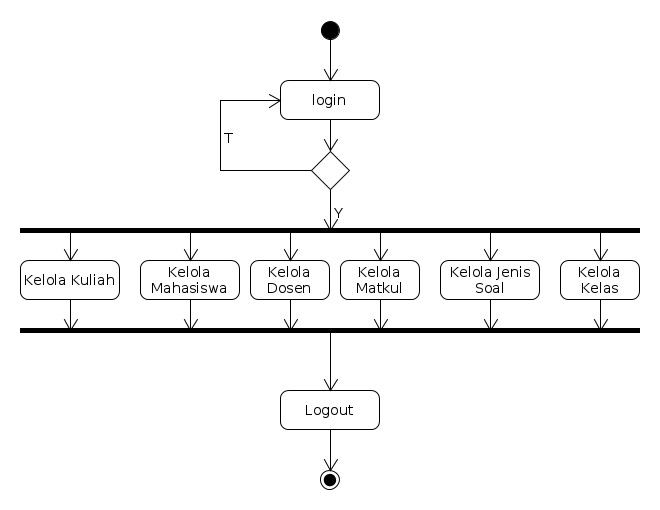 login
T
Y
Kelola Kuliah
Kelola
Mahasiswa
Kelola
Dosen
Kelola
Matkul
Kelola Jenis
Soal
Kelola
Kelas
Logout